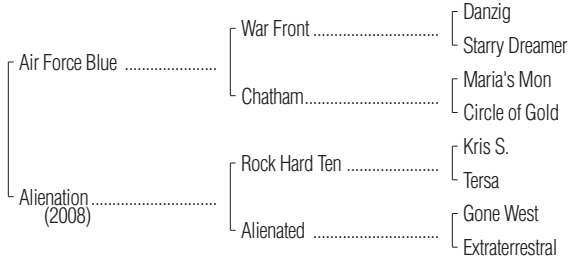 Danzig
War Front ............................
Starry Dreamer
Air Force Blue .....................
Maria's Mon
Chatham..............................
Circle of Gold
Kris S.
Rock Hard Ten .....................
Tersa
Alienation............................
(2008)
Gone West
Alienated ............................
Extraterrestral